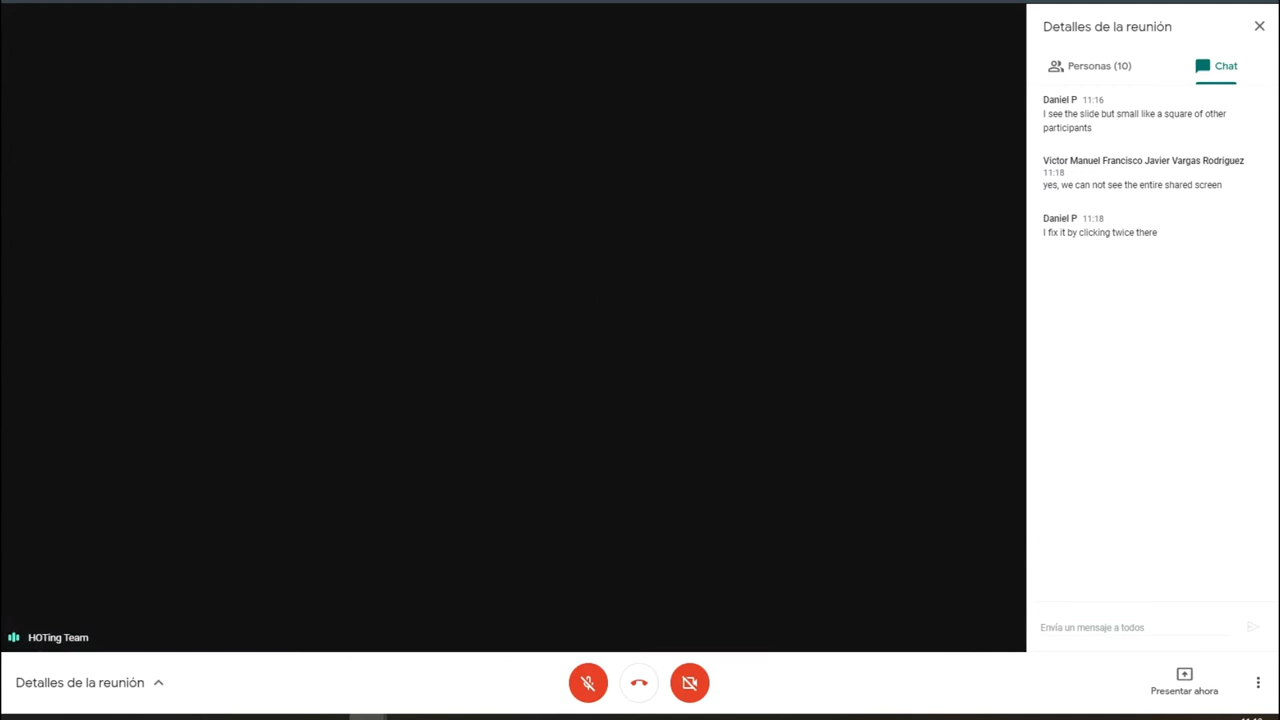 Detalles de la reunión
Personas (10)
Chat
Daniel P 11:16
I see the slide but small like a square of other
participants
Victor Manuel Francisco Javier Vargas Rodriguez
11:18
yes, we can not see the entire shared screen
Daniel P 11:18
I fix it by clicking twice there
Envía un mensaje a todos
HOTing Team
Detalles de la reunión
Presentar ahora